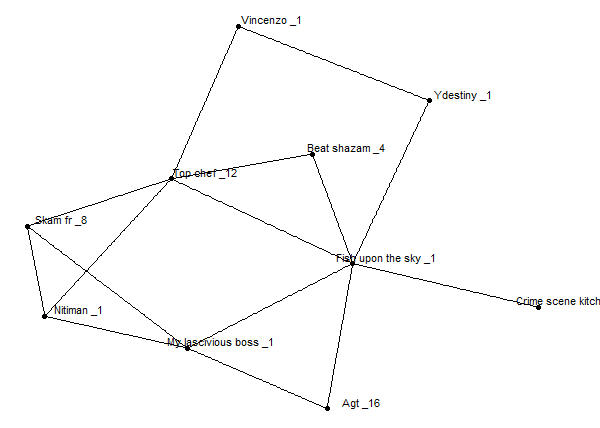 Vincenzo _1
Ydestiny _1
Beat shazam _4
Top chef _12
Skam fr _8
Fish upon the sky _1
Crime scene kitch
Nitiman _1
My lascivious boss _1
Agt _16